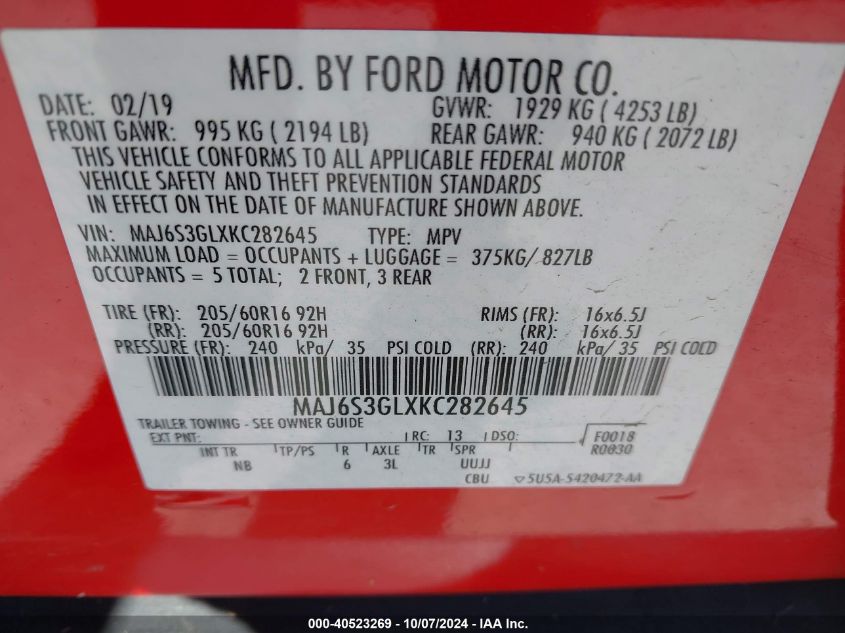 MFD. BY FORD MOTOR CO.
DATE: 02/19 GVWR: 1929 KG ( 4253 LB)
FRONT GAWR: 995 KG ( 2194 LB) REAR GAWR: 940 KG ( 2072 LB)
THIS VEHICLE CONFORMS TO ALL APPLICABLE FEDERAL MOTOR
VEHICLE SAFETY AND THEFT PREVENTION STANDARDS
IN EFFECT ON THE DATE OF MANUFACTURE SHOWN ABOVE.
VIN: MAJ6S3GLXKC282645 TYPE: MPV
MAXIMUM LOAD = OCCUPANTS + LUGGAGE = 375KG/ 827LB
OCCUPANTS = 5 TOTAL; 2 FRONT, 3 REAR
TIRE (FR): 205/60R16 92H RIMS (FR): 16x6.5J
(RR): 205/60R16 92H (RR): 16x6.5J
PRESSURE (FR): 240 kPa/ 35 PSI COLD (RR): 240 kPa/ 35 PSI COLD
MAJ6S3GLXKC282645
TRAILER TOWING - SEE OWNER GUIDE
EXT PNT: RC: 13 DSO: F0018
INT TR TP/PS R AXLE TR SPR R0030
NB 6 3L UUJJ
CBU 5U5A-5420472-AA
000-40523269 - 10/07/2024 - IAA Inc.